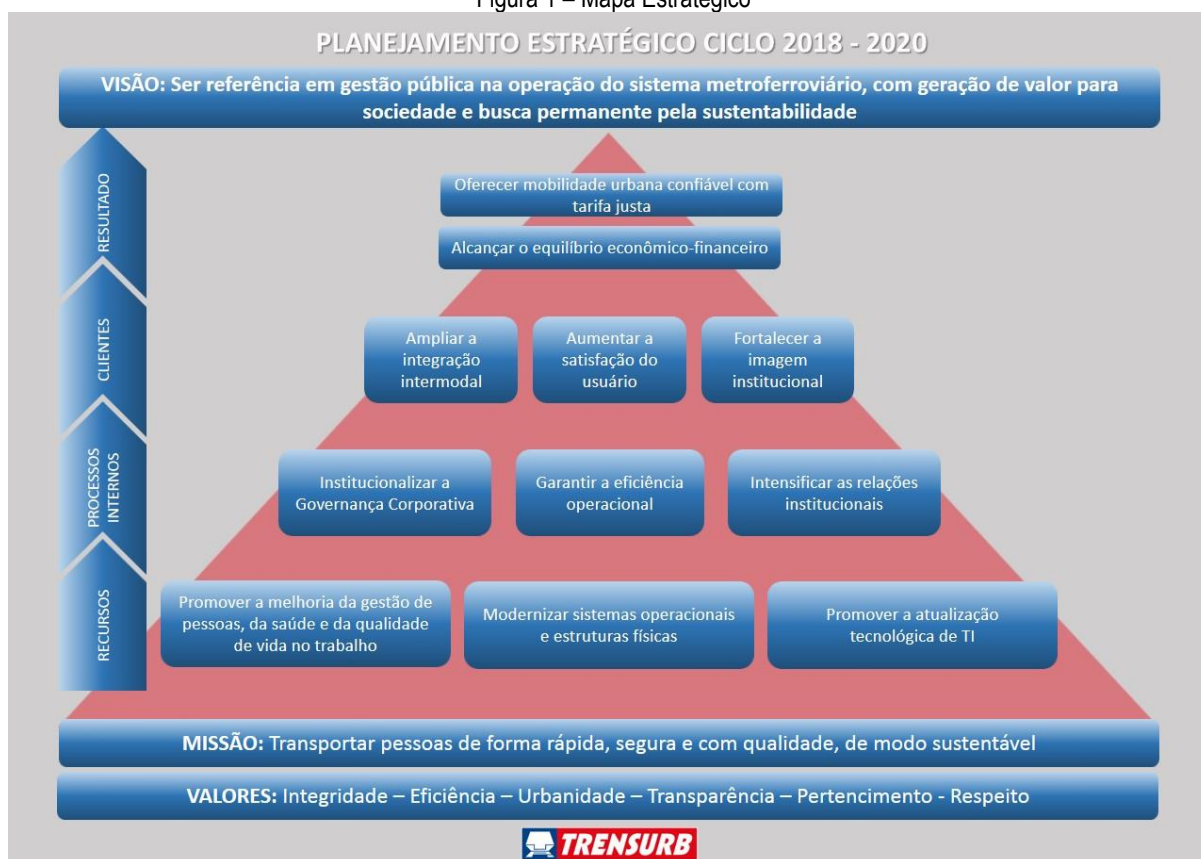 Figura 1 – Mapa Estratégico
PLANEJAMENTO ESTRATÉGICO CICLO 2018 - 2020
VISÃO: Ser referência em gestão pública na operação do sistema metroferroviário, com geração de valor para
sociedade e busca permanente pela sustentabilidade
RESULTADO
Oferecer mobilidade urbana confiável com
tarifa justa
Alcançar o equilíbrio econômico-financeiro
CLIENTES
Ampliar a
integração
intermodal
Aumentar a
satisfação do
usuário
Fortalecer a
imagem
institucional
PROCESSOS
INTERNOS
Institucionalizar a
Governança Corporativa
Garantir a eficiência
operacional
Intensificar as relações
institucionais
RECURSOS
Promover a melhoria da gestão de
pessoas, da saúde e da qualidade
de vida no trabalho
Modernizar sistemas operacionais
e estruturas físicas
Promover a atualização
tecnológica de TI
MISSÃO: Transportar pessoas de forma rápida, segura e com qualidade, de modo sustentável
VALORES: Integridade – Eficiência – Urbanidade – Transparência – Pertencimento - Respeito
TRENSURB